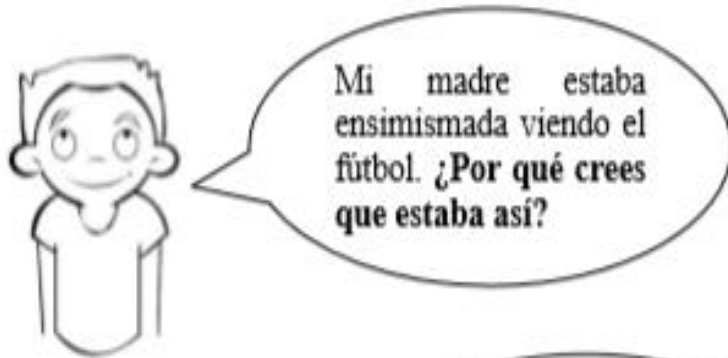 Mi madre estaba
ensimismada viendo el
fútbol. ¿Por qué crees
que estaba así?